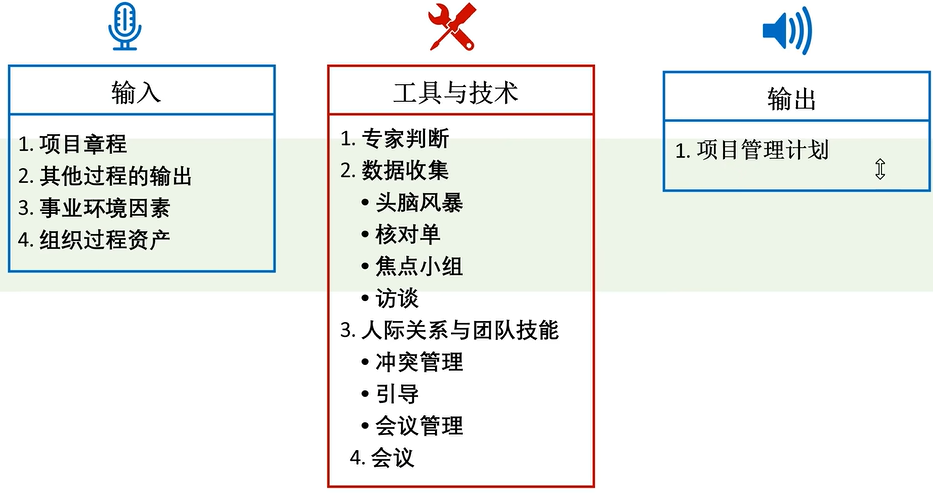 输入
1. 项目章程
2. 其他过程的输出
3. 事业环境因素
4. 组织过程资产
工具与技术
1. 专家判断
2. 数据收集
• 头脑风暴
• 核对单
• 焦点小组
• 访谈
3. 人际关系与团队技能
• 冲突管理
• 引导
• 会议管理
4. 会议
输出
1. 项目管理计划